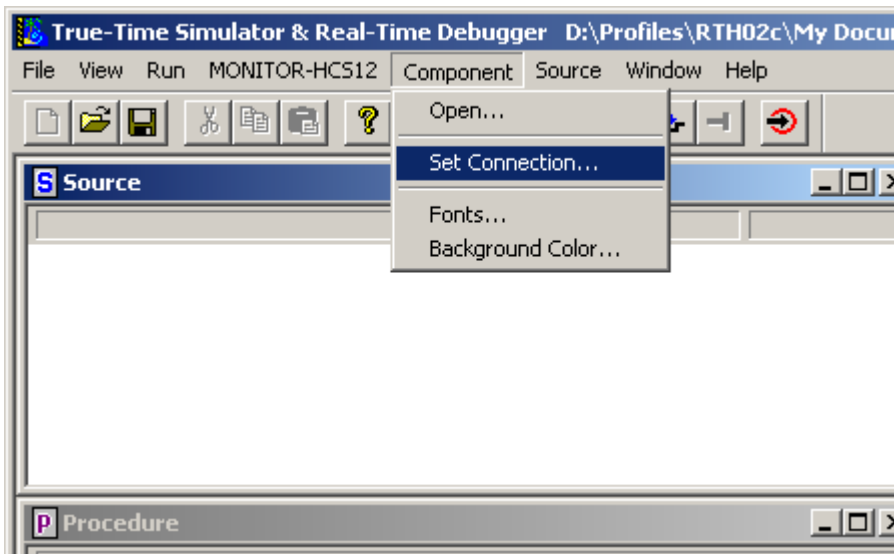 True-Time Simulator & Real-Time Debugger D:\Profiles\RTH02c\My Docu
File View Run MONITOR-HCS12 Component Source Window Help
Open...
Set Connection...
S Source
Fonts...
Background Color...
P Procedure